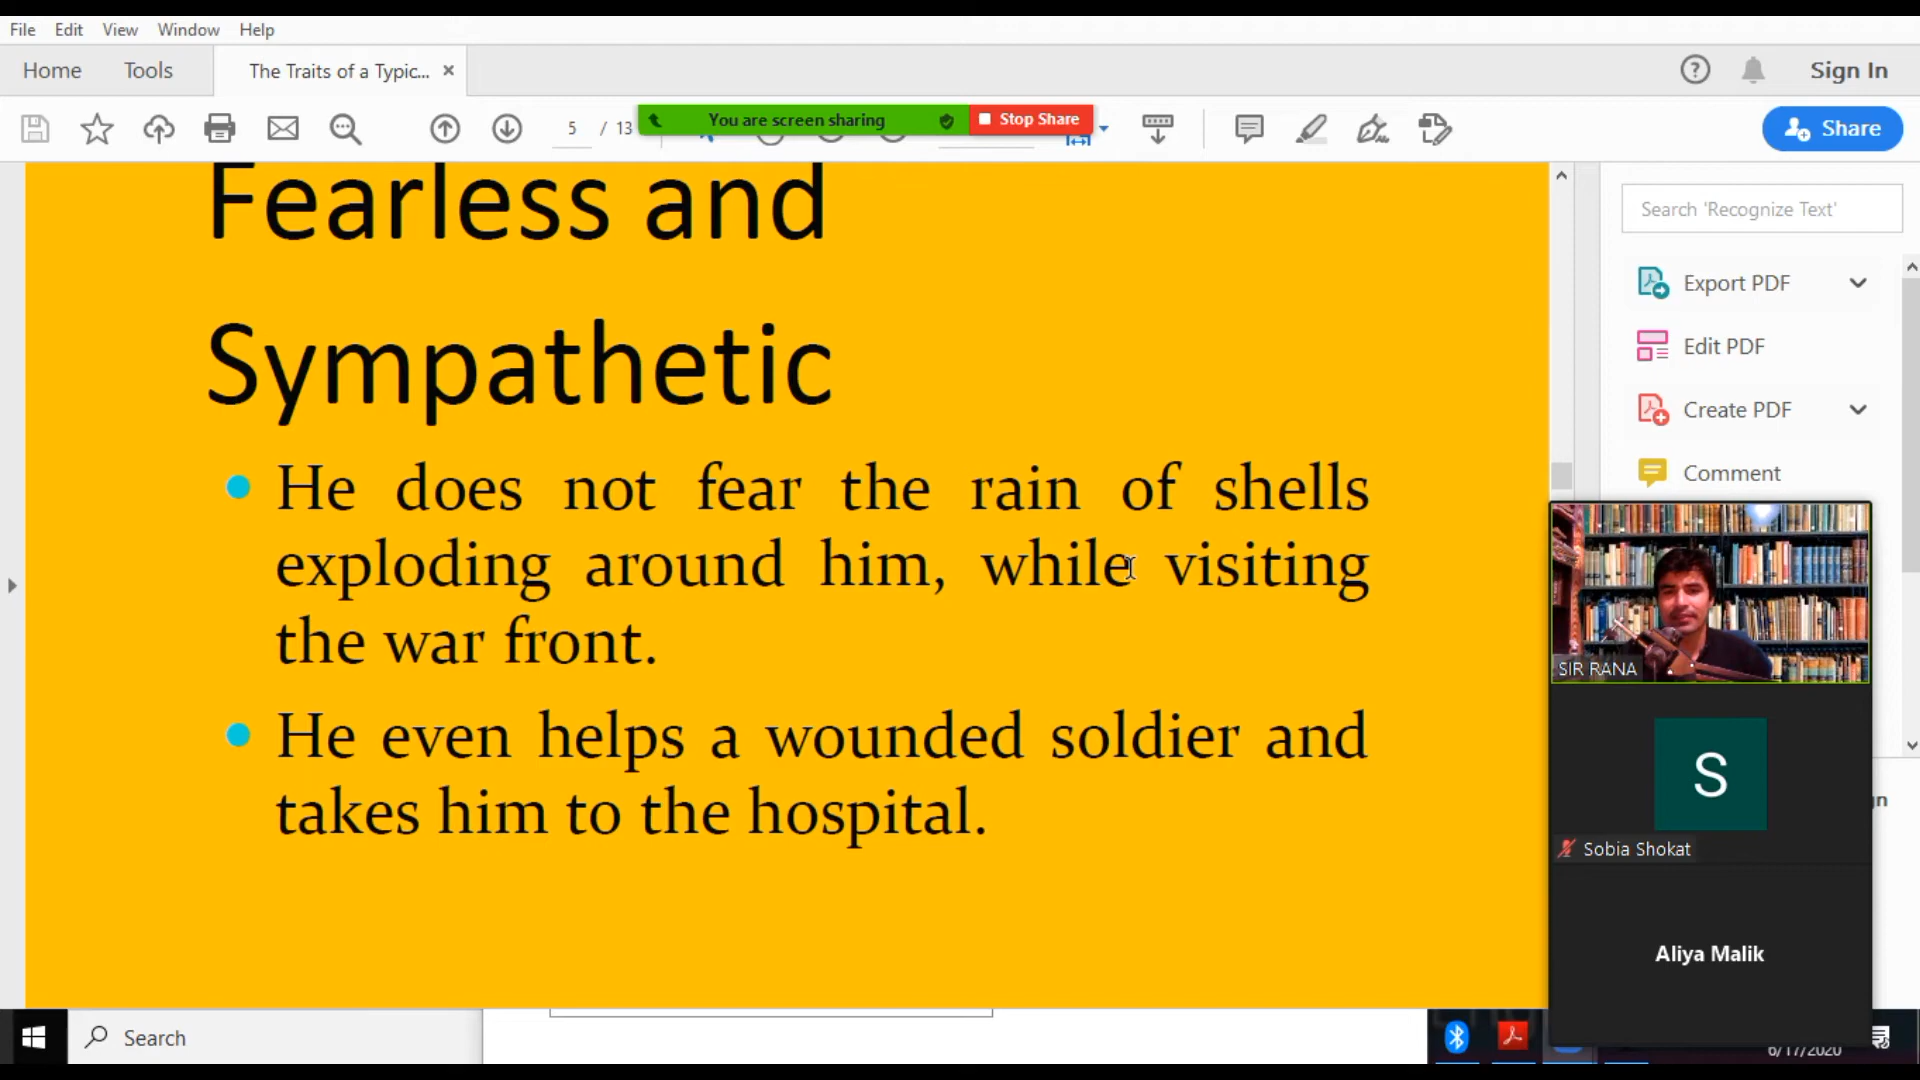 File Edit View Window Help
Home Tools The Traits of a Typic... × Sign In
5 / 13 You are screen sharing Stop Share Share
Fearless and
Sympathetic
He does not fear the rain of shells
exploding around him, while visiting
the war front.
He even helps a wounded soldier and
takes him to the hospital.
Search 'Recognize Text'
Export PDF
Edit PDF
Create PDF
Comment
SIR RANA
S
Sobia Shokat
Aliya Malik
Search
6/17/2020